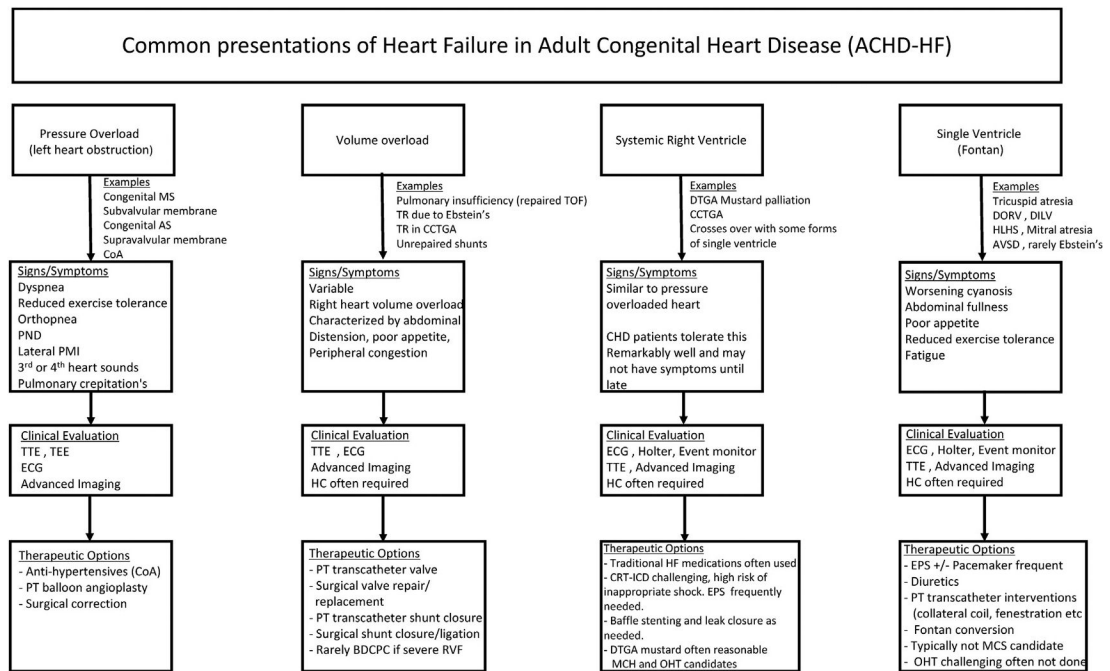 Common presentations of Heart Failure in Adult Congenital Heart Disease (ACHD-HF)
Pressure Overload
(left heart obstruction)
Examples
Congenital MS
Subvalvular membrane
Congenital AS
Supravalvular membrane
CoA
Signs/Symptoms
Dyspnea
Reduced exercise tolerance
Orthopnea
PND
Lateral PMI
3rd or 4th heart sounds
Pulmonary crepitation's
Clinical Evaluation
TTE , TEE
ECG
Advanced Imaging
Therapeutic Options
- Anti-hypertensives (CoA)
- PT balloon angioplasty
- Surgical correction
Volume overload
Examples
Pulmonary insufficiency (repaired TOF)
TR due to Ebstein's
TR in CCTGA
Unrepaired shunts
Signs/Symptoms
Variable
Right heart volume overload
Characterized by abdominal
Distension, poor appetite,
Peripheral congestion
Clinical Evaluation
TTE , ECG
Advanced Imaging
HC often required
Therapeutic Options
- PT transcatheter valve
- Surgical valve repair/
replacement
- PT transcatheter shunt closure
- Surgical shunt closure/ligation
- Rarely BDCPC if severe RVF
Systemic Right Ventricle
Examples
DTGA Mustard palliation
CCTGA
Crosses over with some forms
of single ventricle
Signs/Symptoms
Similar to pressure
overloaded heart
CHD patients tolerate this
Remarkably well and may
not have symptoms until
late
Clinical Evaluation
ECG , Holter, Event monitor
TTE , Advanced Imaging
HC often required
Therapeutic Options
- Traditional HF medications often used
- CRT-ICD challenging, high risk of
inappropriate shock. EPS frequently
needed.
- Baffle stenting and leak closure as
needed.
- DTGA mustard often reasonable
MCH and OHT candidates
Single Ventricle
(Fontan)
Examples
Tricuspid atresia
DORV , DILV
HLHS , Mitral atresia
AVSD , rarely Ebstein's
Signs/Symptoms
Worsening cyanosis
Abdominal fullness
Poor appetite
Reduced exercise tolerance
Fatigue
Clinical Evaluation
ECG , Holter, Event monitor
TTE , Advanced Imaging
HC often required
Therapeutic Options
- EPS +/- Pacemaker frequent
- Diuretics
- PT transcatheter interventions
(collateral coil, fenestration etc
- Fontan conversion
- Typically not MCS candidate
- OHT challenging often not done